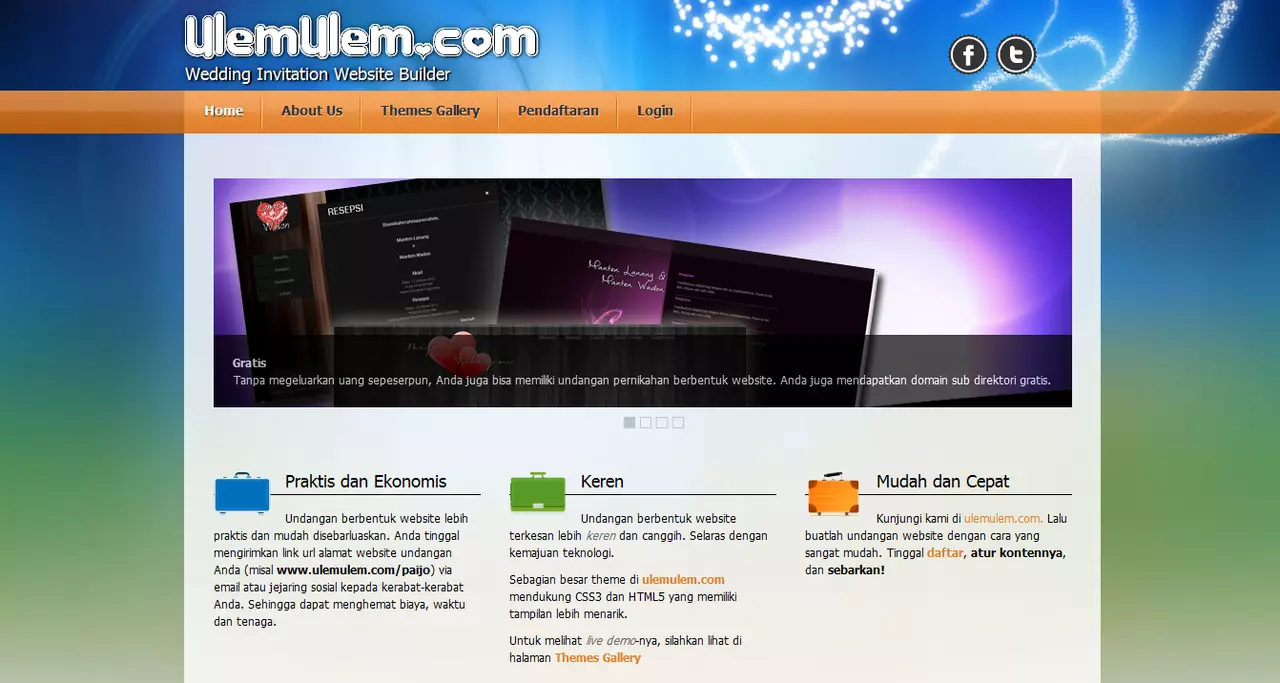 UlemUlem.com
Wedding Invitation Website Builder
Home About Us Themes Gallery Pendaftaran Login
RESEPSI
Manten Lanang
Manten Wadon
Akad
Resepsi
Manten Lanang &
Manten Wadon
Gratis
Tanpa megeluarkan uang sepeserpun, Anda juga bisa memiliki undangan pernikahan berbentuk website. Anda juga mendapatkan domain sub direktori gratis.
Praktis dan Ekonomis
Undangan berbentuk website lebih
praktis dan mudah disebarluaskan. Anda tinggal
mengirimkan link url alamat website undangan
Anda (misal www.ulemulem.com/paijo) via
email atau jejaring sosial kepada kerabat-kerabat
Anda. Sehingga dapat menghemat biaya, waktu
dan tenaga.
Keren
Undangan berbentuk website
terkesan lebih keren dan canggih. Selaras dengan
kemajuan teknologi.
Sebagian besar theme di ulemulem.com
mendukung CSS3 dan HTML5 yang memiliki
tampilan lebih menarik.
Untuk melihat live demo-nya, silahkan lihat di
halaman Themes Gallery
Mudah dan Cepat
Kunjungi kami di ulemulem.com. Lalu
buatlah undangan website dengan cara yang
sangat mudah. Tinggal daftar, atur kontennya,
dan sebarkan!